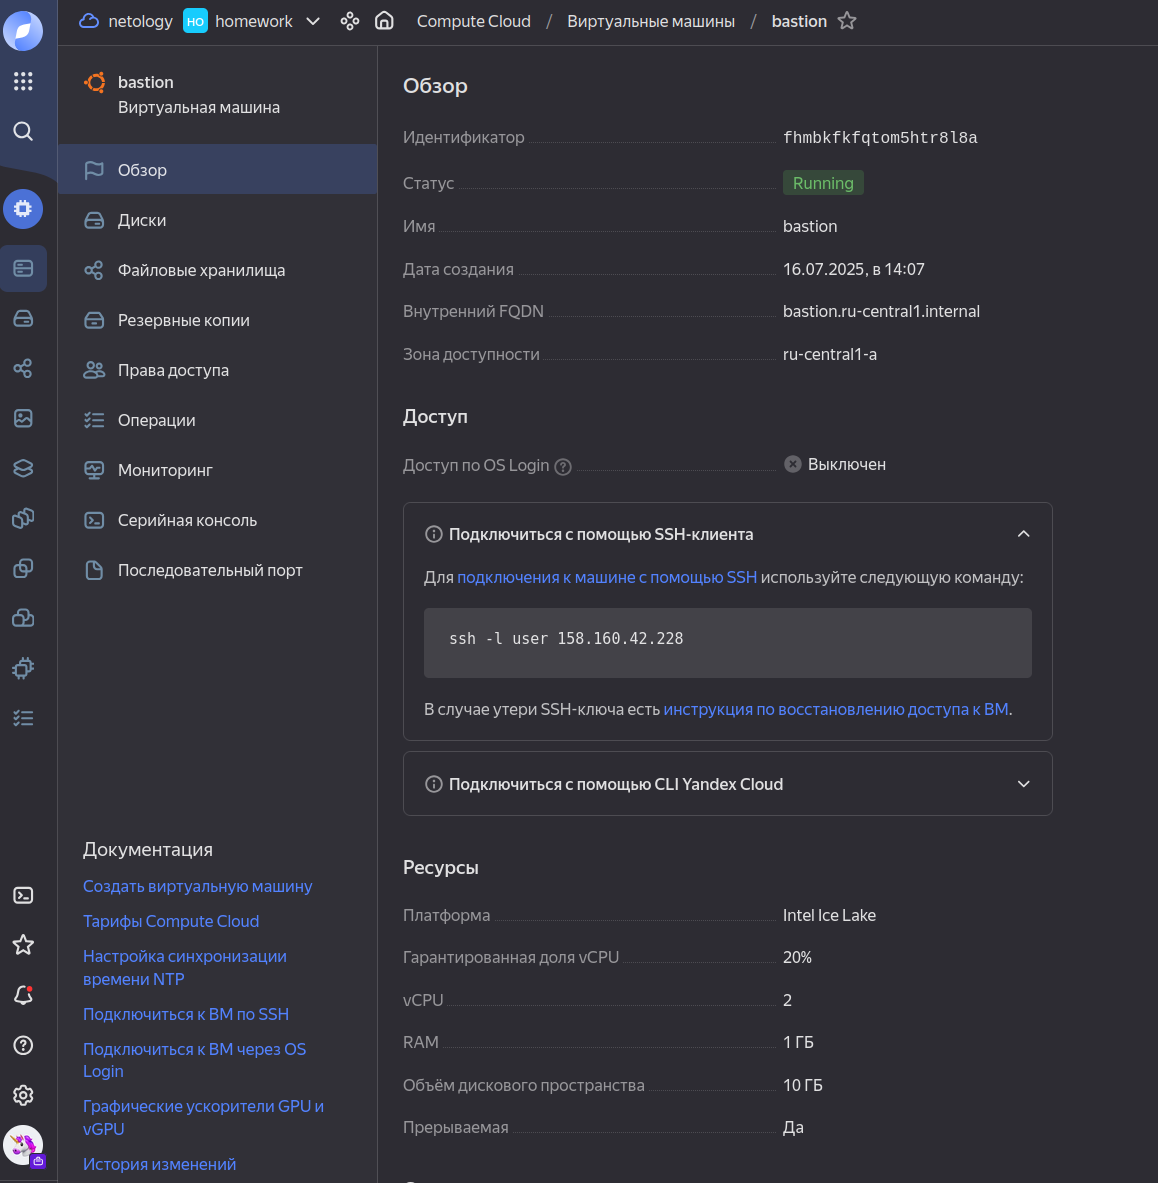 netology HO homework Compute Cloud / Виртуальные машины / bastion
bastion
Виртуальная машина
Обзор
Диски
Файловые хранилища
Резервные копии
Права доступа
Операции
Мониторинг
Серийная консоль
Последовательный порт
Документация
Создать виртуальную машину
Тарифы Compute Cloud
Настройка синхронизации
времени NTP
Подключиться к ВМ по SSH
Подключиться к ВМ через OS
Login
Графические ускорители GPU и
vGPU
История изменений
Обзор
Идентификатор fhmbkfkfqtom5htr8l8a
Статус Running
Имя bastion
Дата создания 16.07.2025, в 14:07
Внутренний FQDN bastion.ru-central1.internal
Зона доступности ru-central1-a
Доступ
Доступ по OS Login Выключен
Подключиться с помощью SSH-клиента
Для подключения к машине с помощью SSH используйте следующую команду:
ssh -l user 158.160.42.228
В случае утери SSH-ключа есть инструкция по восстановлению доступа к ВМ.
Подключиться с помощью CLI Yandex Cloud
Ресурсы
Платформа Intel Ice Lake
Гарантированная доля vCPU 20%
vCPU 2
RAM 1 ГБ
Объём дискового пространства 10 ГБ
Прерываемая Да